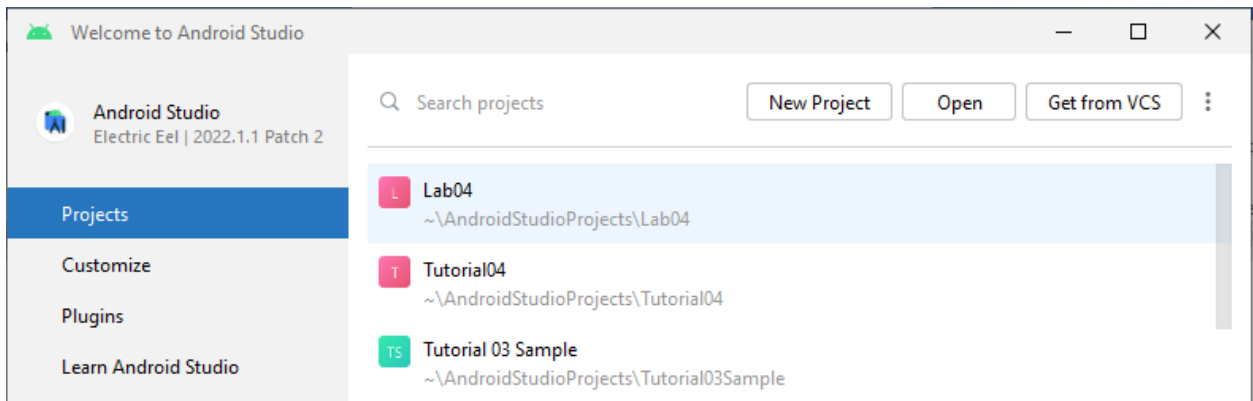 Welcome to Android Studio
Android Studio
Electric Eel | 2022.1.1 Patch 2
Projects
Customize
Plugins
Learn Android Studio
Search projects
New Project
Open
Get from VCS
L
Lab04
~\AndroidStudioProjects\Lab04
T
Tutorial04
~\AndroidStudioProjects\Tutorial04
TS
Tutorial 03 Sample
~\AndroidStudioProjects\Tutorial03Sample